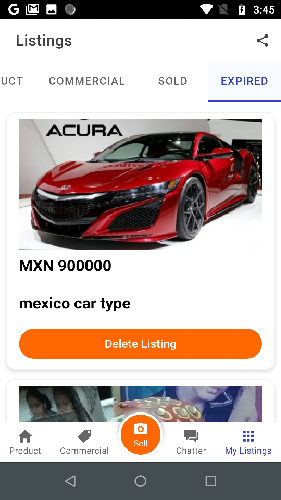 3:45
Listings
UCT COMMERCIAL SOLD EXPIRED
ACURA
MXN 900000
mexico car type
Delete Listing
Product Commercial Sell Chatter My Listings